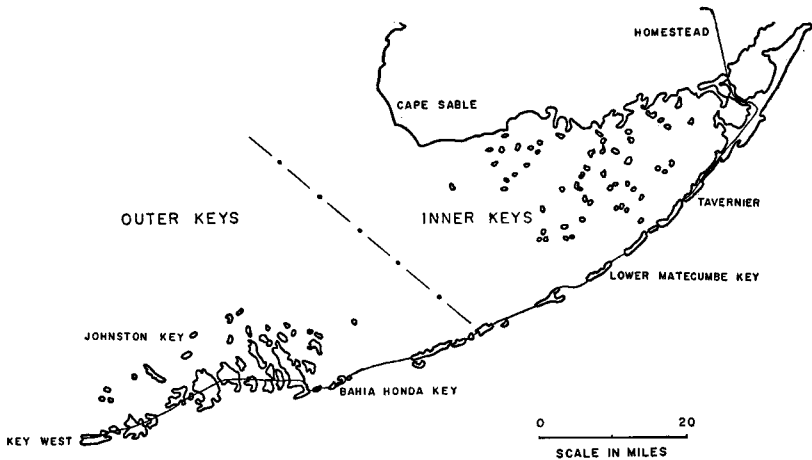 HOMESTEAD
CAPE SABLE
OUTER KEYS
INNER KEYS
TAVERNIER
LOWER MATECUMBE KEY
JOHNSTON KEY
BAHIA HONDA KEY
KEY WEST
0 20
SCALE IN MILES